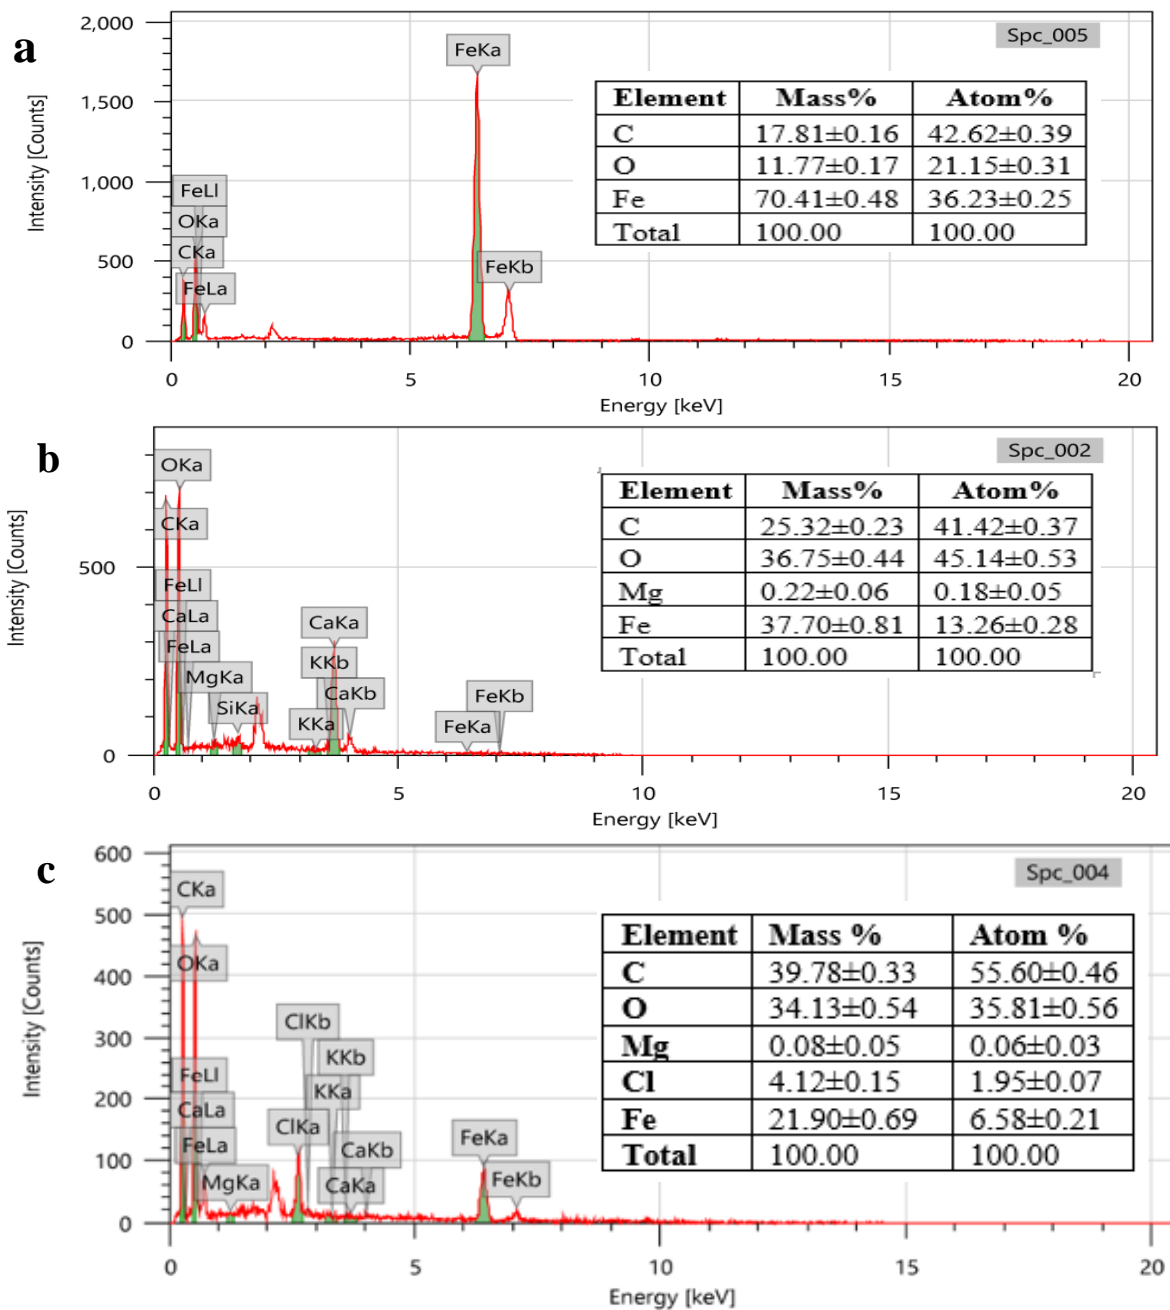 a
Spc_005
2,000
1,500
1,000
500
0
Intensity [Counts]
FeKa
FeLl
OKa
CKa
FeLa
FeKb
Element Mass% Atom%
C 17.81±0.16 42.62±0.39
O 11.77±0.17 21.15±0.31
Fe 70.41±0.48 36.23±0.25
Total 100.00 100.00
0 5 10 15 20
Energy [keV]
b
Spc_002
500
0
Intensity [Counts]
OKa
CKa
FeLl
CaLa
FeLa
MgKa
SiKa
CaKa
KKb
CaKb
KKa
FeKb
FeKa
Element Mass% Atom%
C 25.32±0.23 41.42±0.37
O 36.75±0.44 45.14±0.53
Mg 0.22±0.06 0.18±0.05
Fe 37.70±0.81 13.26±0.28
Total 100.00 100.00
0 5 10 15 20
Energy [keV]
c
Spc_004
600
500
400
300
200
100
0
Intensity [Counts]
CKa
OKa
FeLl
CaLa
FeLa
MgKa
ClKb
KKb
KKa
ClKa
CaKb
CaKa
FeKa
FeKb
Element Mass % Atom %
C 39.78±0.33 55.60±0.46
O 34.13±0.54 35.81±0.56
Mg 0.08±0.05 0.06±0.03
Cl 4.12±0.15 1.95±0.07
Fe 21.90±0.69 6.58±0.21
Total 100.00 100.00
0 5 10 15 20
Energy [keV]